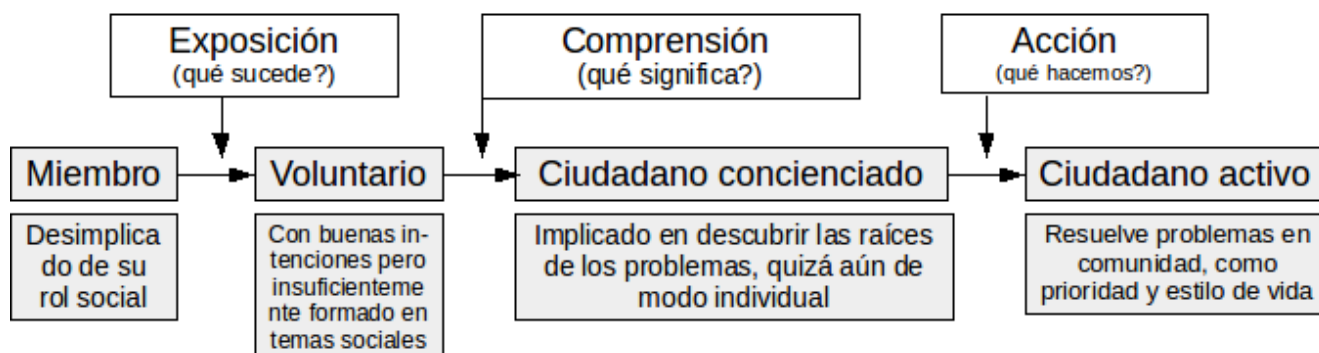 Exposición
(qué sucede?)
Comprensión
(qué significa?)
Acción
(qué hacemos?)
Miembro
Voluntario
Ciudadano concienciado
Ciudadano activo
Desimplica
do de su
rol social
Con buenas in-
tenciones pero
insuficienteme
nte formado en
temas sociales
Implicado en descubrir las raíces
de los problemas, quizá aún de
modo individual
Resuelve problemas en
comunidad, como
prioridad y estilo de vida